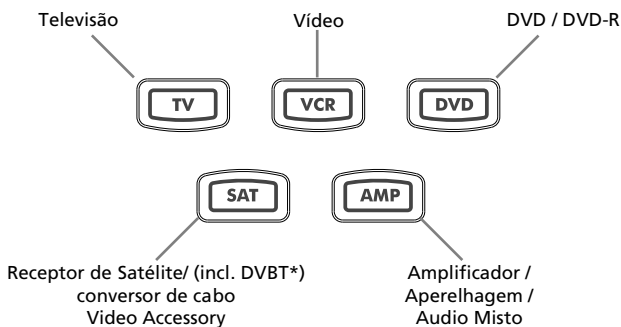 Televisão
Vídeo
DVD / DVD-R
TV
VCR
DVD
SAT
AMP
Receptor de Satélite/ (incl. DVBT*)
conversor de cabo
Video Accessory
Amplificador /
Aperelhagem /
Audio Misto